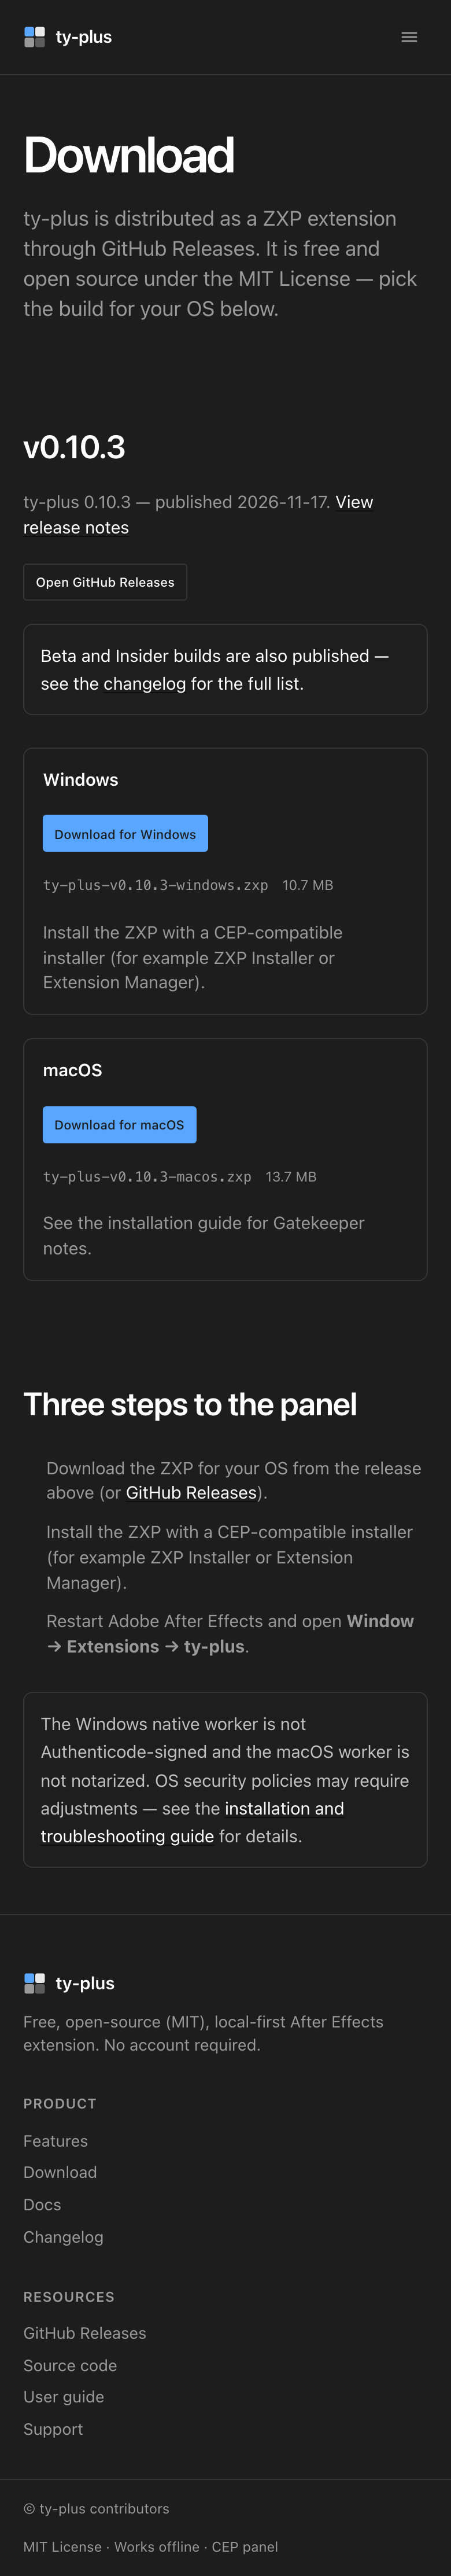 ty-plus
Download
ty-plus is distributed as a ZXP extension
through GitHub Releases. It is free and
open source under the MIT License — pick
the build for your OS below.
v0.10.3
ty-plus 0.10.3 — published 2026-11-17. View
release notes
Open GitHub Releases
Beta and Insider builds are also published —
see the changelog for the full list.
Windows
Download for Windows
ty-plus-v0.10.3-windows.zxp 10.7 MB
Install the ZXP with a CEP-compatible
installer (for example ZXP Installer or
Extension Manager).
macOS
Download for macOS
ty-plus-v0.10.3-macos.zxp 13.7 MB
See the installation guide for Gatekeeper
notes.
Three steps to the panel
Download the ZXP for your OS from the release
above (or GitHub Releases).
Install the ZXP with a CEP-compatible installer
(for example ZXP Installer or Extension
Manager).
Restart Adobe After Effects and open Window
→ Extensions → ty-plus.
The Windows native worker is not
Authenticode-signed and the macOS worker is
not notarized. OS security policies may require
adjustments — see the installation and
troubleshooting guide for details.
ty-plus
Free, open-source (MIT), local-first After Effects
extension. No account required.
PRODUCT
Features
Download
Docs
Changelog
RESOURCES
GitHub Releases
Source code
User guide
Support
© ty-plus contributors
MIT License · Works offline · CEP panel